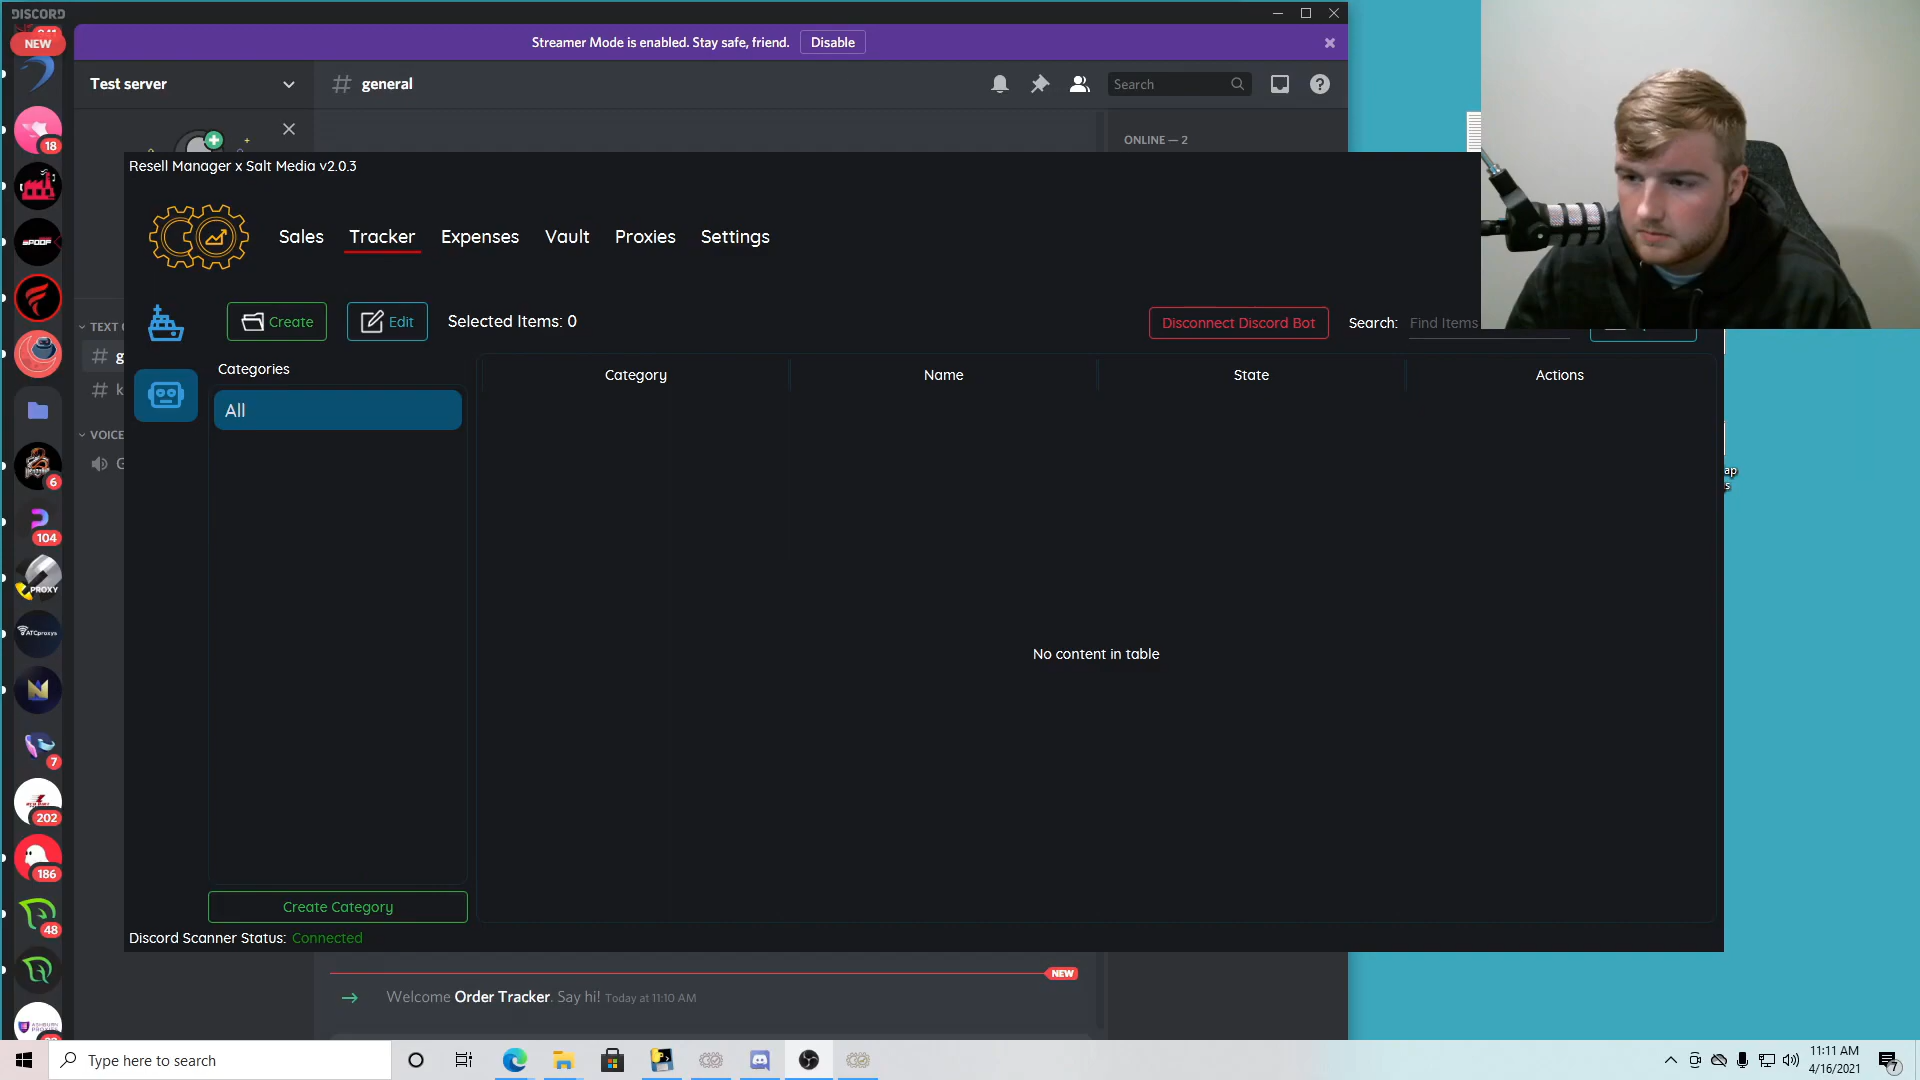 DISCORD
NEW
Streamer Mode is enabled. Stay safe, friend. Disable
Test server
general
Search
ONLINE — 2
Resell Manager x Salt Media v2.0.3
Sales Tracker Expenses Vault Proxies Settings
Create
Edit
Selected Items: 0
Disconnect Discord Bot
Search: Find Items
Categories
All
Category Name State Actions
No content in table
Create Category
Discord Scanner Status: Connected
TEXT
VOICE
18
6
104
PROXY
ATCproxys
7
202
186
48
NEW
Welcome Order Tracker. Say hi! Today at 11:10 AM
Type here to search
11:11 AM
4/16/2021
7